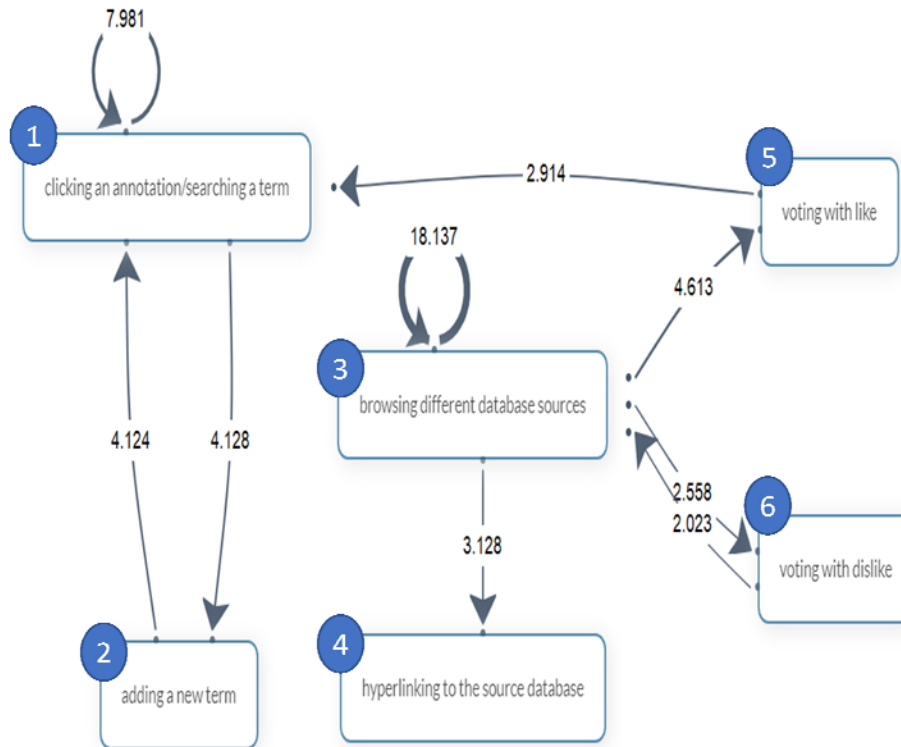 7.981
1
clicking an annotation/searching a term
5
voting with like
2.914
18.137
4.613
3
browsing different database sources
4.124
4.128
2.558
2.023
6
voting with dislike
3.128
2
adding a new term
4
hyperlinking to the source database